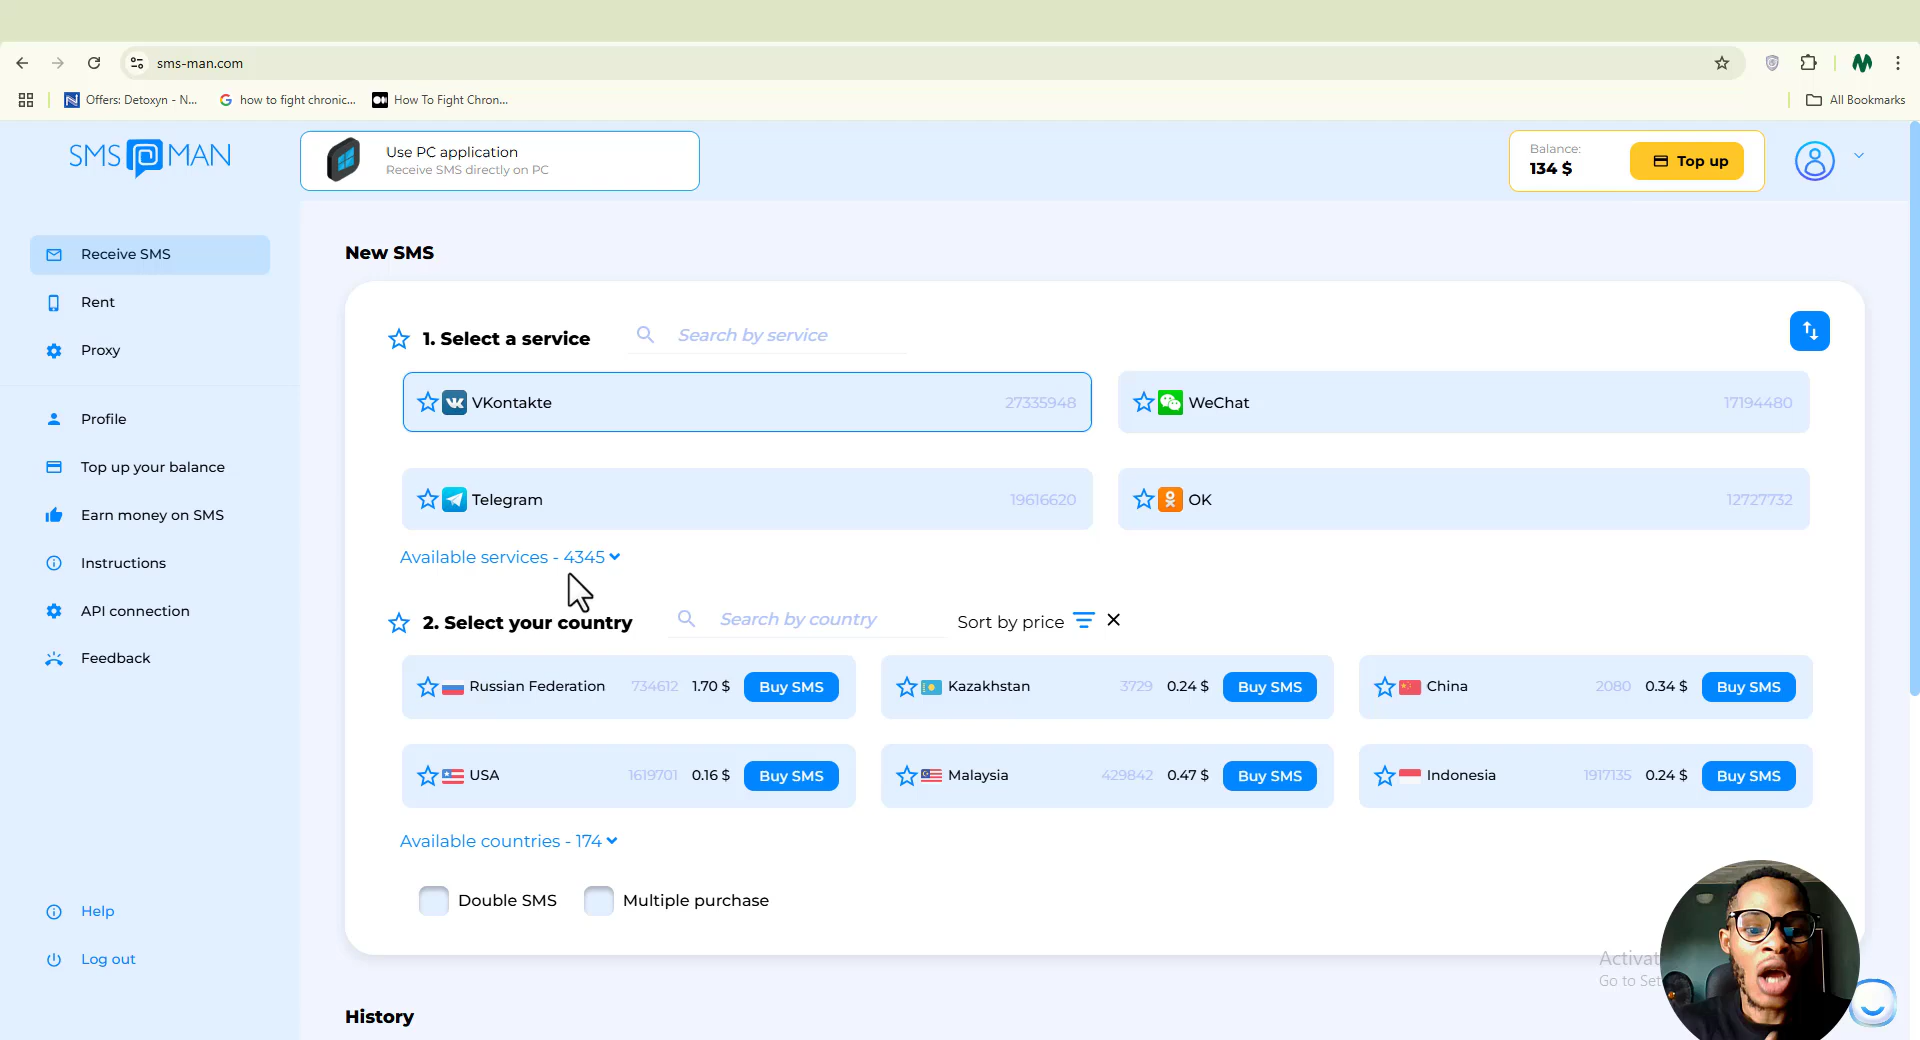 sms-man.com
Offers: Detoxyn - N...
how to fight chronic...
How To Fight Chron...
All Bookmarks
SMS MAN
Use PC application
Receive SMS directly on PC
Balance:
134 $
Top up
Receive SMS
Rent
Proxy
Profile
Top up your balance
Earn money on SMS
Instructions
API connection
Feedback
Help
Log out
New SMS
1. Select a service
Search by service
VKontakte 27335948
WeChat 17194480
Telegram 19616620
OK 12727732
Available services - 4345
2. Select your country
Search by country
Sort by price
Russian Federation 734612 1.70 $ Buy SMS
Kazakhstan 3729 0.24 $ Buy SMS
China 2080 0.34 $ Buy SMS
USA 1619701 0.16 $ Buy SMS
Malaysia 429842 0.47 $ Buy SMS
Indonesia 1917135 0.24 $ Buy SMS
Available countries - 174
Double SMS
Multiple purchase
Activat
Go to Set
History